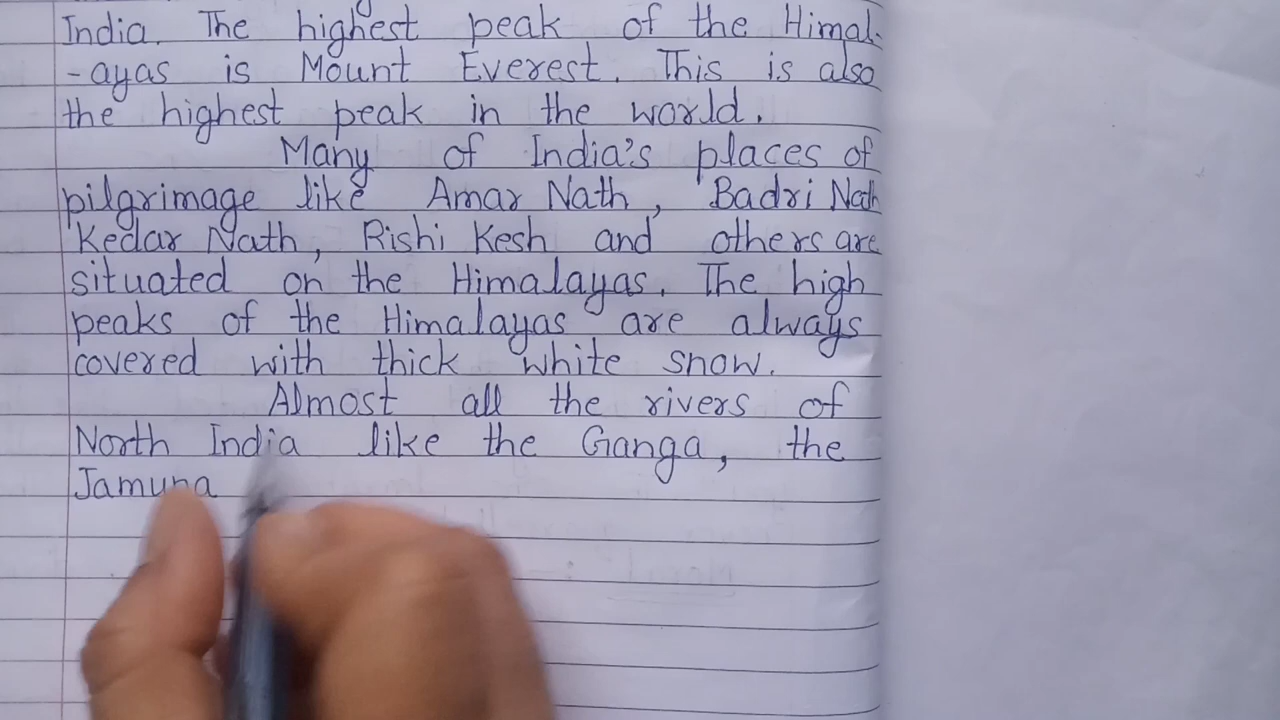 India. The highest peak of the Himal-
-ayas is Mount Everest. This is also
the highest peak in the world.
Many of India's places of
pilgrimage like Amar Nath, Badri Nath
Kedar Nath, Rishi Kesh and others are
situated on the Himalayas. The high
peaks of the Himalayas are always
covered with thick white snow.
Almost all the rivers of
North India like the Ganga, the
Jamuna